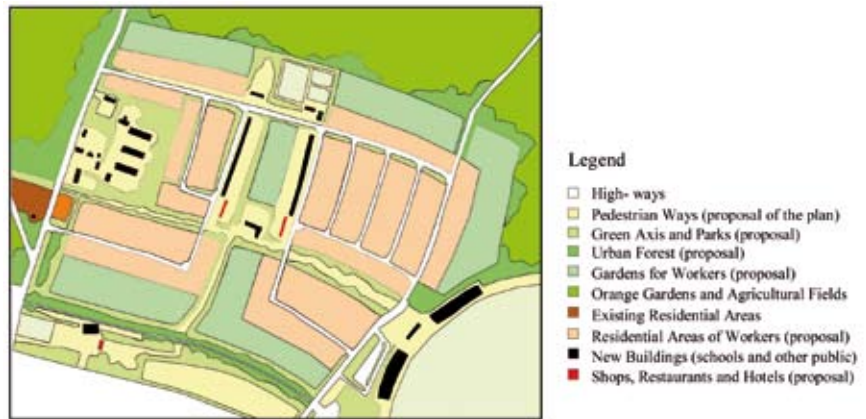 Legend
High- ways
Pedestrian Ways (proposal of the plan)
Green Axis and Parks (proposal)
Urban Forest (proposal)
Gardens for Workers (proposal)
Orange Gardens and Agricultural Fields
Existing Residential Areas
Residential Areas of Workers (proposal)
New Buildings (schools and other public)
Shops, Restaurants and Hotels (proposal)